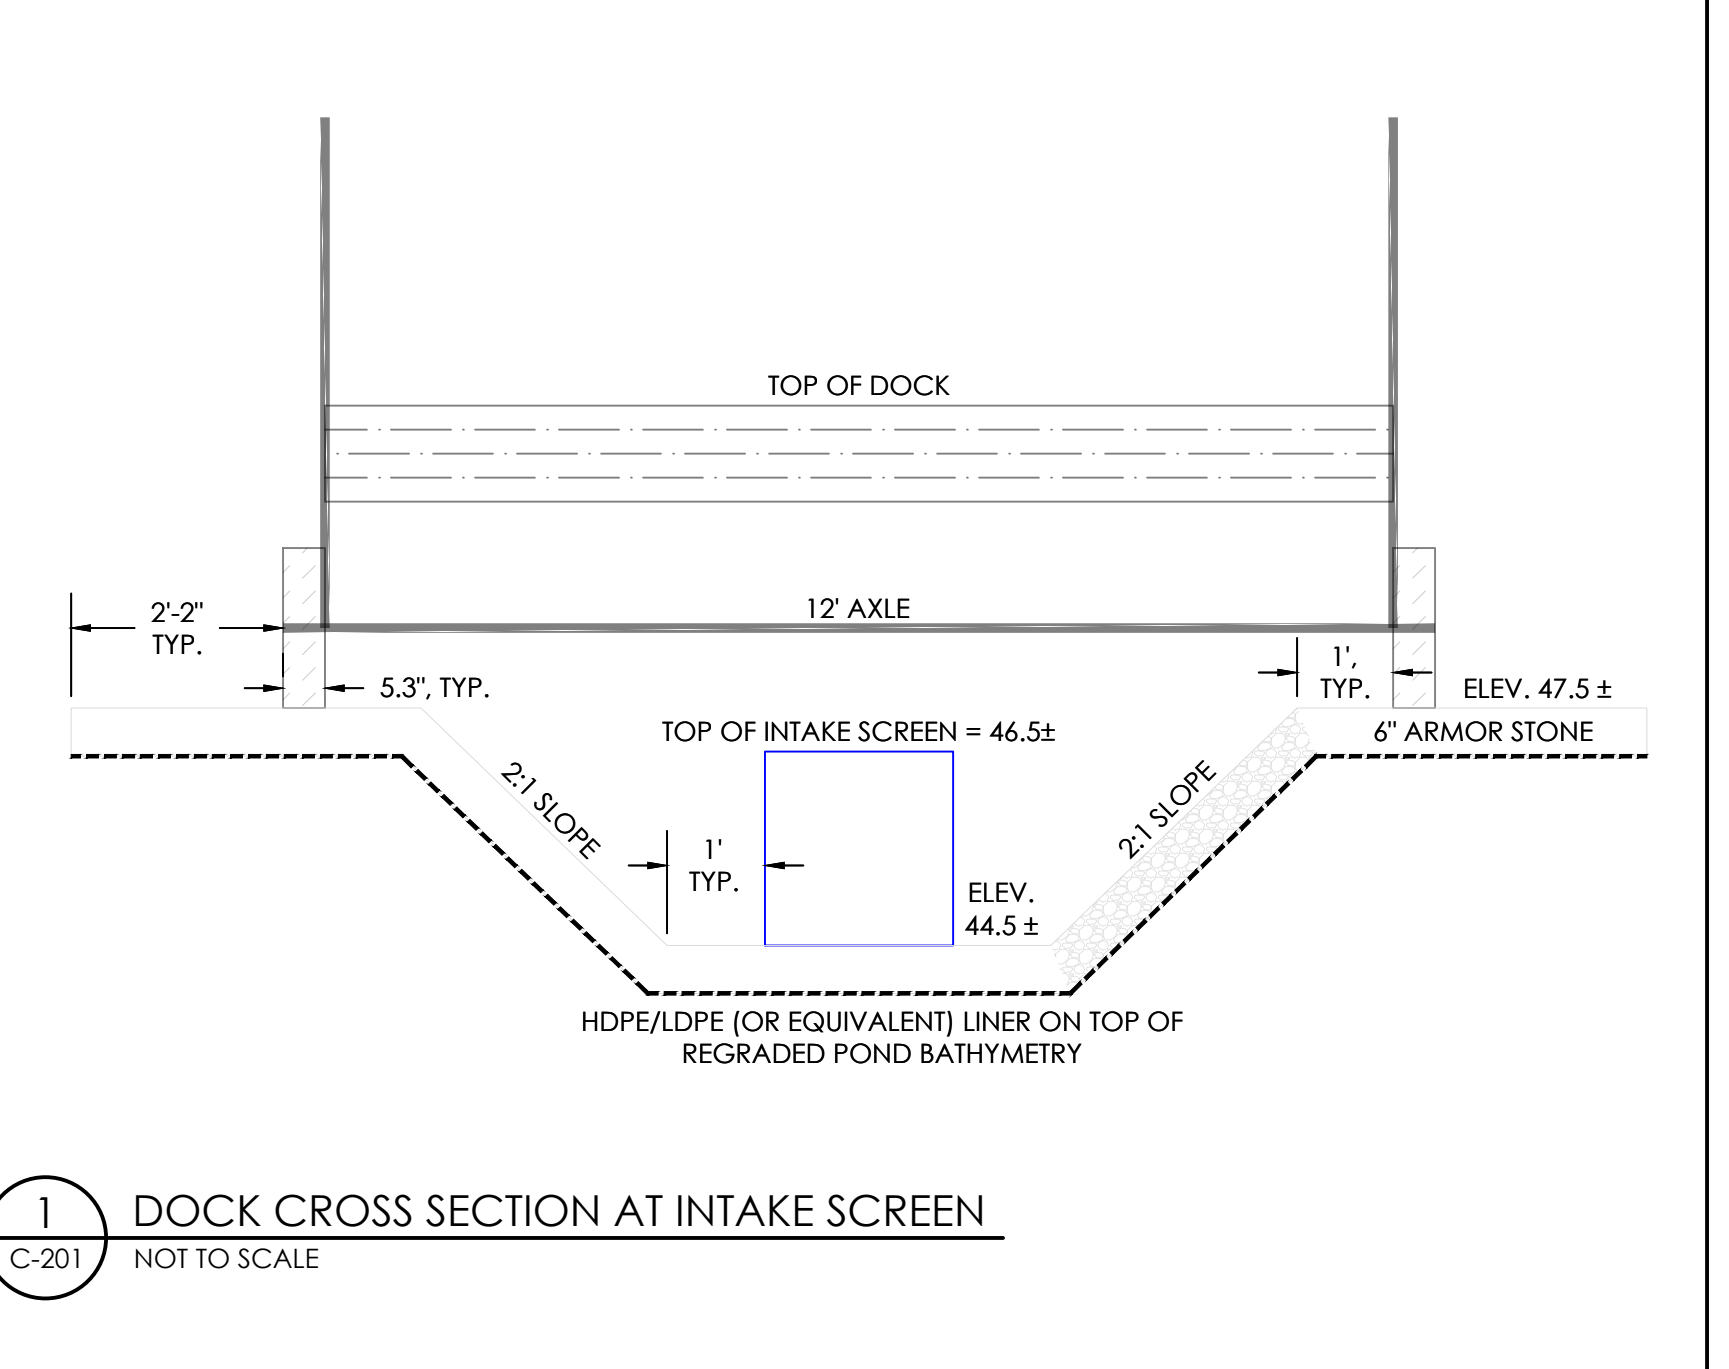 TOP OF DOCK
12' AXLE
2'-2"
TYP.
5.3", TYP.
1',
TYP.
ELEV. 47.5 ±
6" ARMOR STONE
TOP OF INTAKE SCREEN = 46.5±
2:1 SLOPE
2:1 SLOPE
1'
TYP.
ELEV.
44.5 ±
HDPE/LDPE (OR EQUIVALENT) LINER ON TOP OF
REGRADED POND BATHYMETRY
1
C-201
DOCK CROSS SECTION AT INTAKE SCREEN
NOT TO SCALE